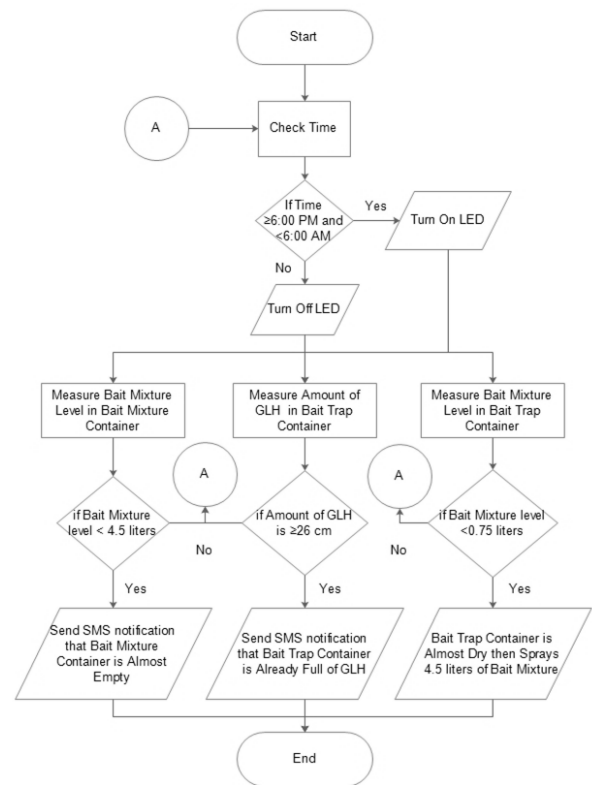 Start
A
Check Time
If Time
≥6:00 PM and
<6:00 AM
Yes
Turn On LED
No
Turn Off LED
Measure Bait Mixture
Level in Bait Mixture
Container
Measure Amount of
GLH in Bait Trap
Container
Measure Bait Mixture
Level in Bait Trap
Container
A
A
if Bait Mixture
level < 4.5 liters
if Amount of GLH
is ≥26 cm
if Bait Mixture level
<0.75 liters
No
No
Yes
Yes
Yes
Send SMS notification
that Bait Mixture
Container is Almost
Empty
Send SMS notification
that Bait Trap Container
is Already Full of GLH
Bait Trap Container is
Almost Dry then Sprays
4.5 liters of Bait Mixture
End